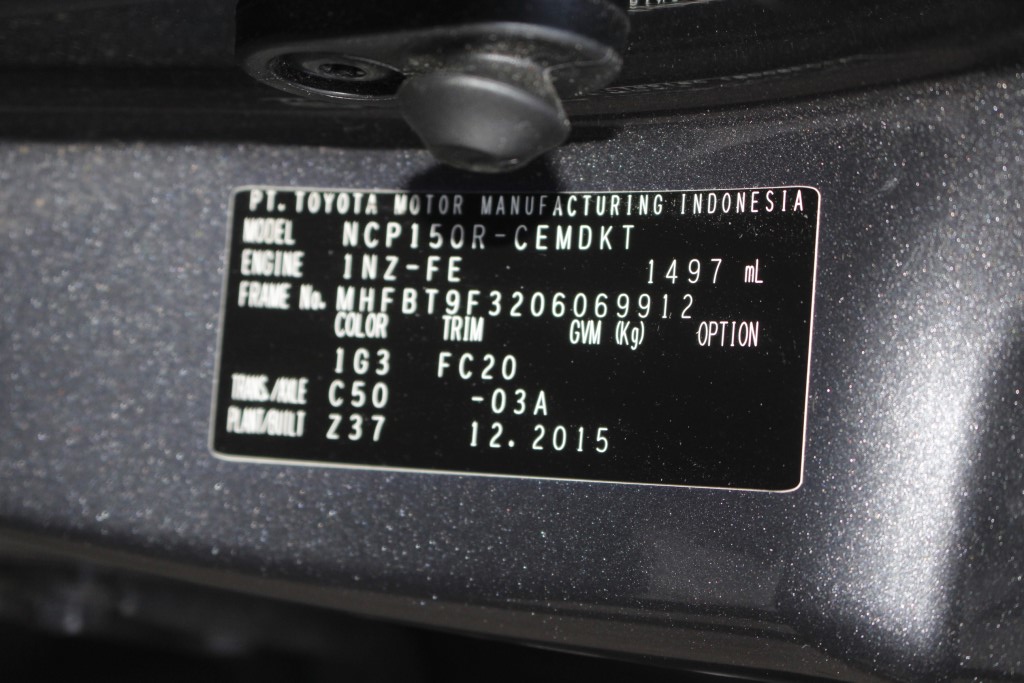 PT. TOYOTA MOTOR MANUFACTURING INDONESIA
MODEL NCP150R-CEMDKT
ENGINE 1NZ-FE 1497 mL
FRAME No. MHFBT9F3206069912
COLOR TRIM GVM (Kg) OPTION
1G3 FC20
TRANS./AXLE C50 -03A
PLANT/BUILT Z37 12.2015